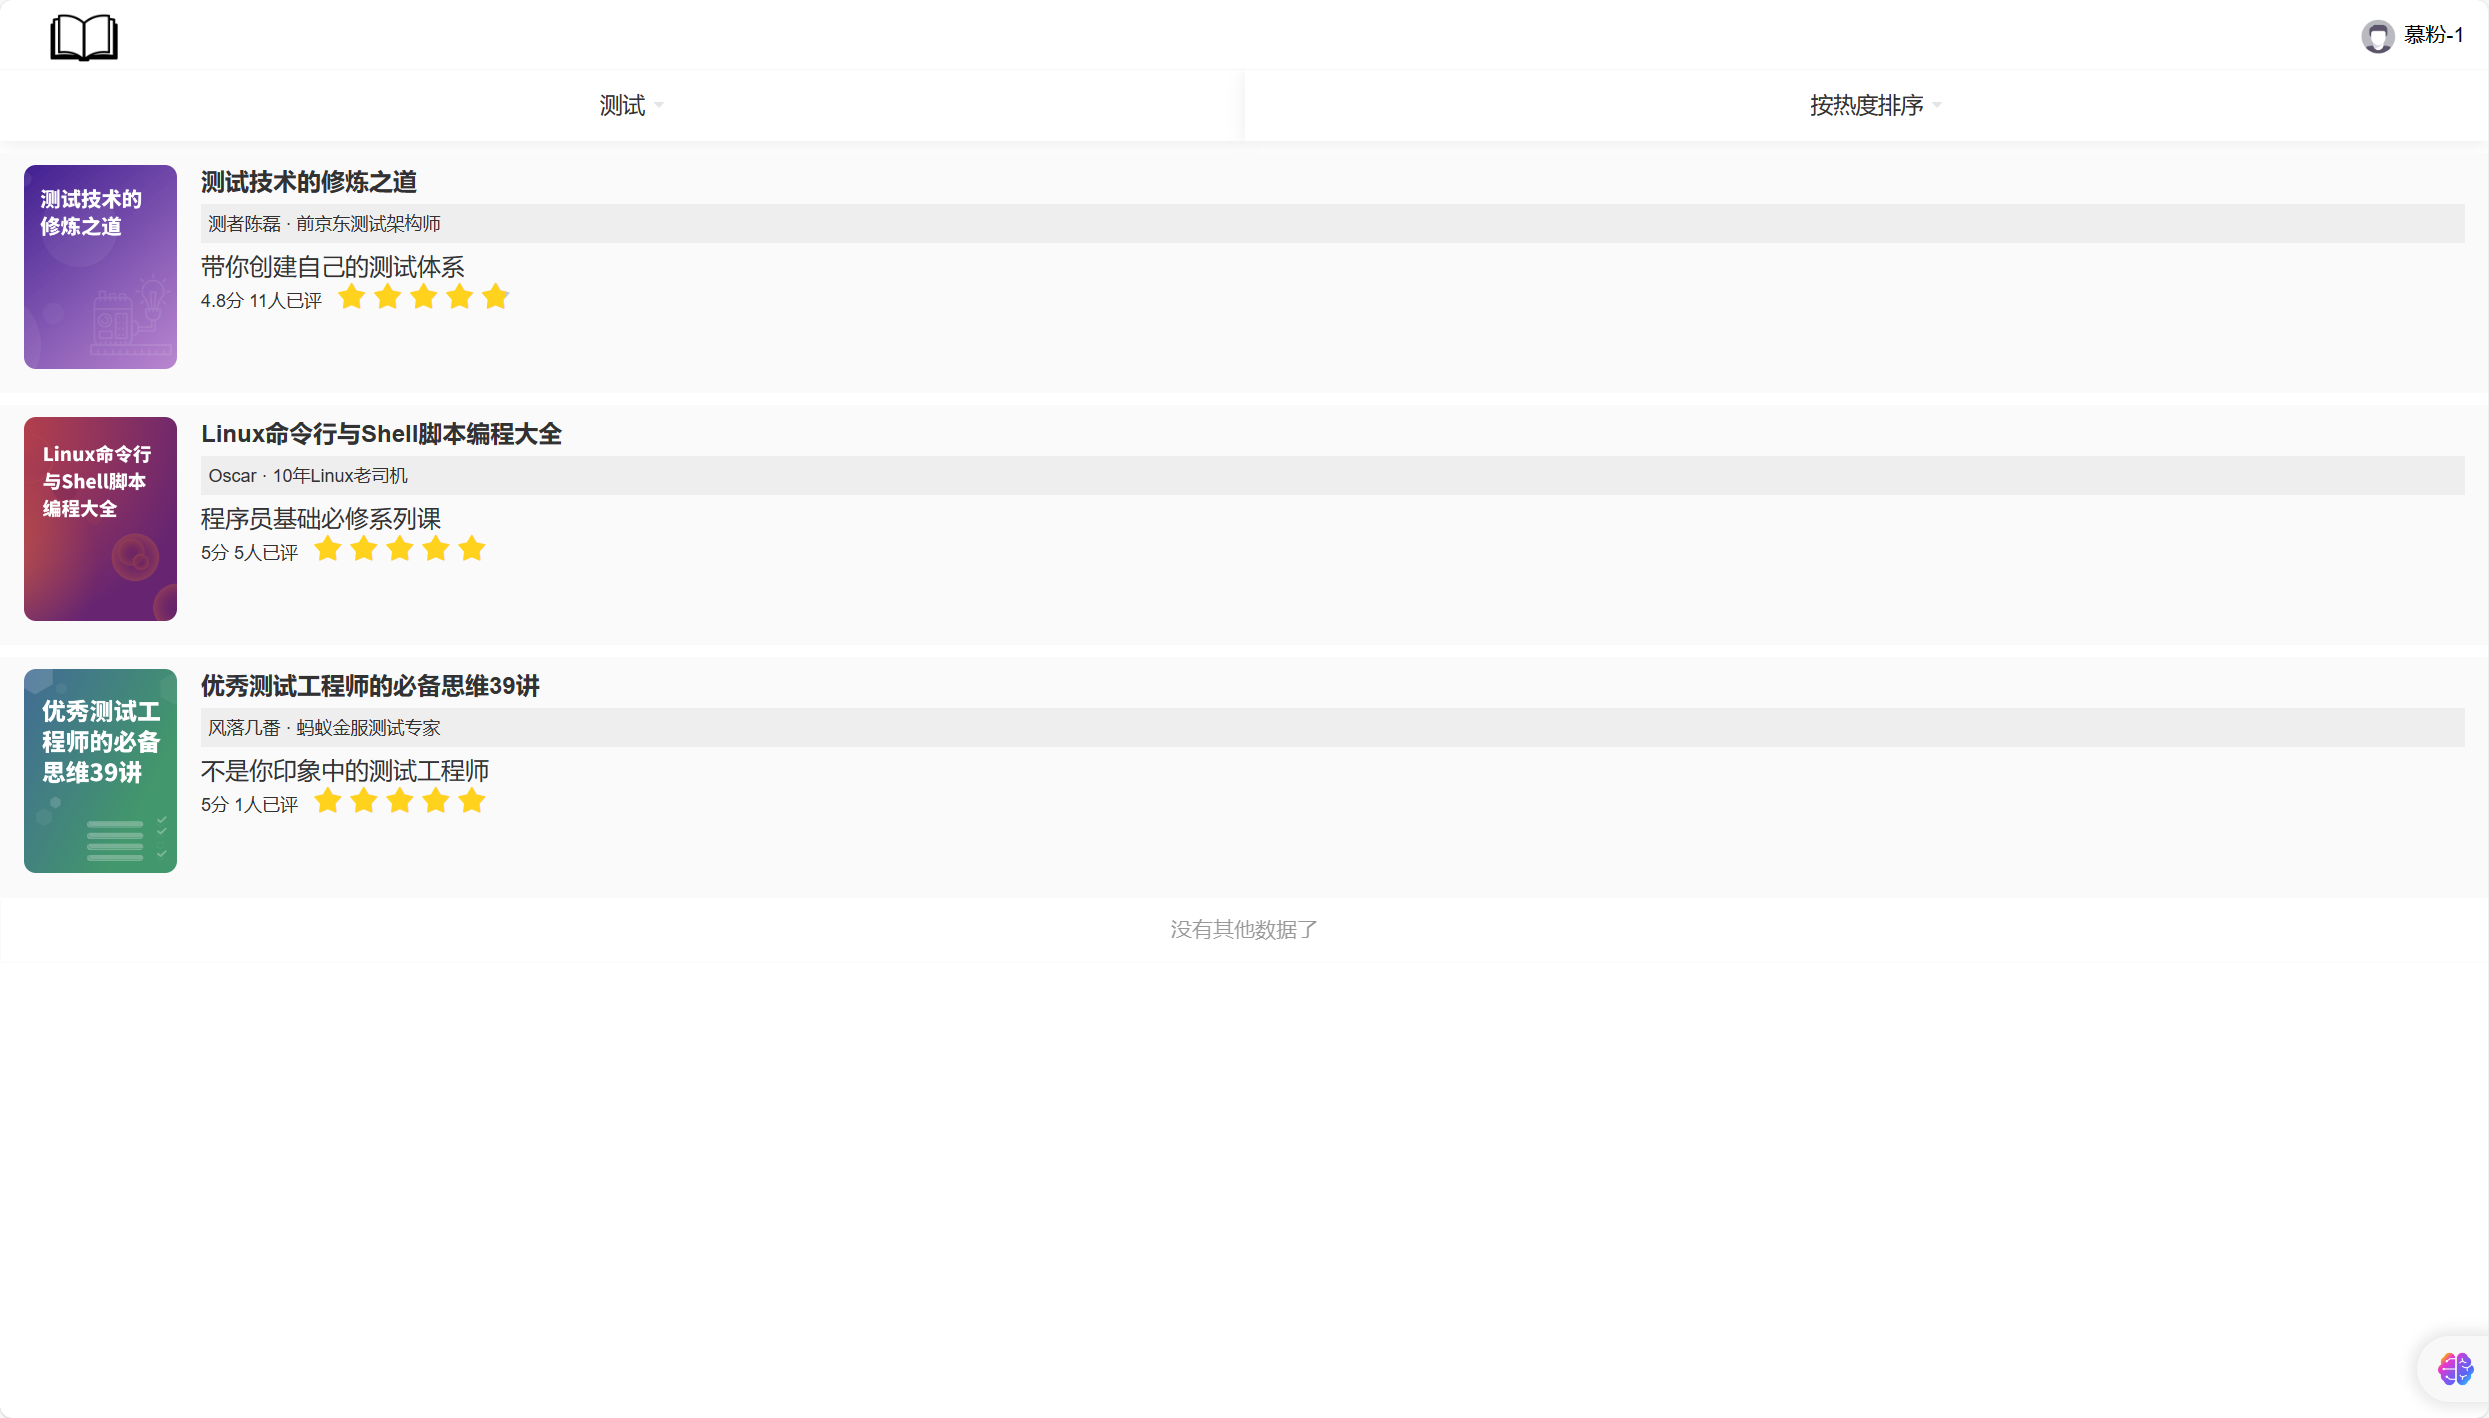 慕粉-1
测试
按热度排序
测试技术的
修炼之道
测试技术的修炼之道
测者陈磊 · 前京东测试架构师
带你创建自己的测试体系
4.8分 11人已评
Linux命令行
与Shell脚本
编程大全
Linux命令行与Shell脚本编程大全
Oscar · 10年Linux老司机
程序员基础必修系列课
5分 5人已评
优秀测试工
程师的必备
思维39讲
优秀测试工程师的必备思维39讲
风落几番 · 蚂蚁金服测试专家
不是你印象中的测试工程师
5分 1人已评
没有其他数据了